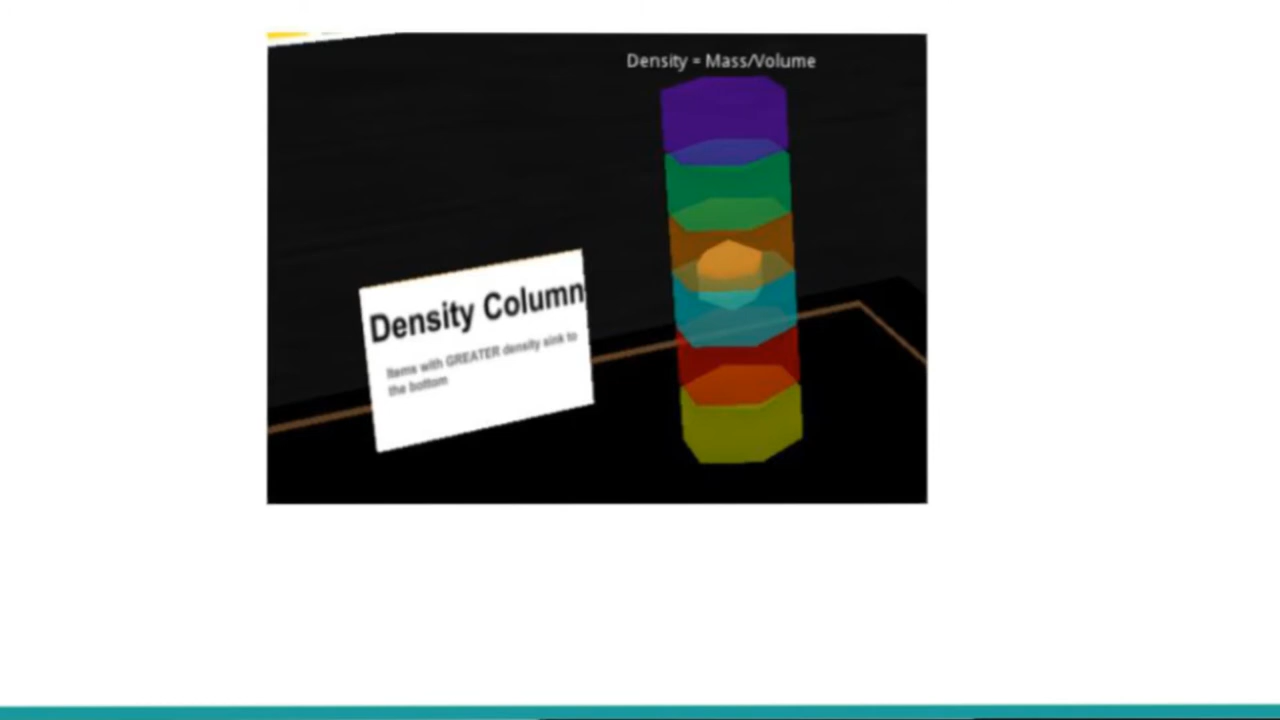 Density = Mass/Volume
Density Column
Items with GREATER density sink to
the bottom